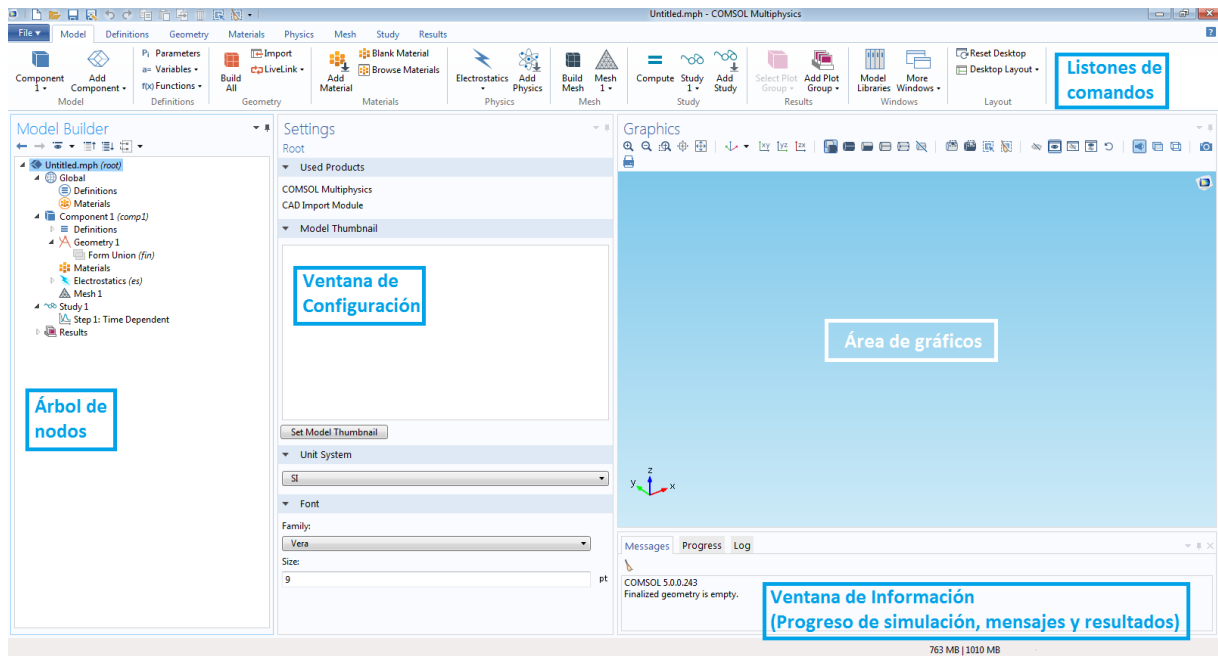 Untitled.mph - COMSOL Multiphysics
File Model Definitions Geometry Materials Physics Mesh Study Results
Component 1
Add Component
Model
Pi Parameters
a= Variables
f(x) Functions
Definitions
Build All
Import
LiveLink
Geometry
Add Material
Blank Material
Browse Materials
Materials
Electrostatics
Add Physics
Physics
Build Mesh
Mesh 1
Mesh
Compute
Study 1
Add Study
Study
Select Plot Group
Add Plot Group
Results
Model Libraries
More Windows
Windows
Reset Desktop
Desktop Layout
Layout
Listones de
comandos
Model Builder
Untitled.mph (root)
Global
Definitions
Materials
Component 1 (comp1)
Definitions
Geometry 1
Form Union (fin)
Materials
Electrostatics (es)
Mesh 1
Study 1
Step 1: Time Dependent
Results
Árbol de
nodos
Settings
Root
Used Products
COMSOL Multiphysics
CAD Import Module
Model Thumbnail
Ventana de
Configuración
Set Model Thumbnail
Unit System
SI
Font
Family:
Vera
Size:
9 pt
Graphics
xy yz zx
Área de gráficos
z
y x
Messages Progress Log
COMSOL 5.0.0.243
Finalized geometry is empty.
Ventana de Información
(Progreso de simulación, mensajes y resultados)
763 MB | 1010 MB